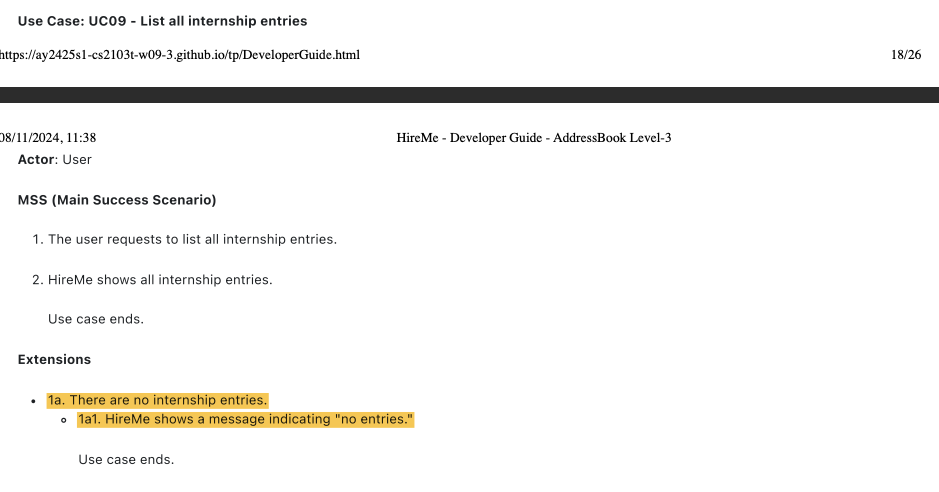 Use Case: UC09 - List all internship entries
https://ay2425s1-cs2103t-w09-3.github.io/tp/DeveloperGuide.html 18/26
08/11/2024, 11:38 HireMe - Developer Guide - AddressBook Level-3
Actor: User
MSS (Main Success Scenario)
1. The user requests to list all internship entries.
2. HireMe shows all internship entries.
Use case ends.
Extensions
1a. There are no internship entries.
1a1. HireMe shows a message indicating "no entries."
Use case ends.